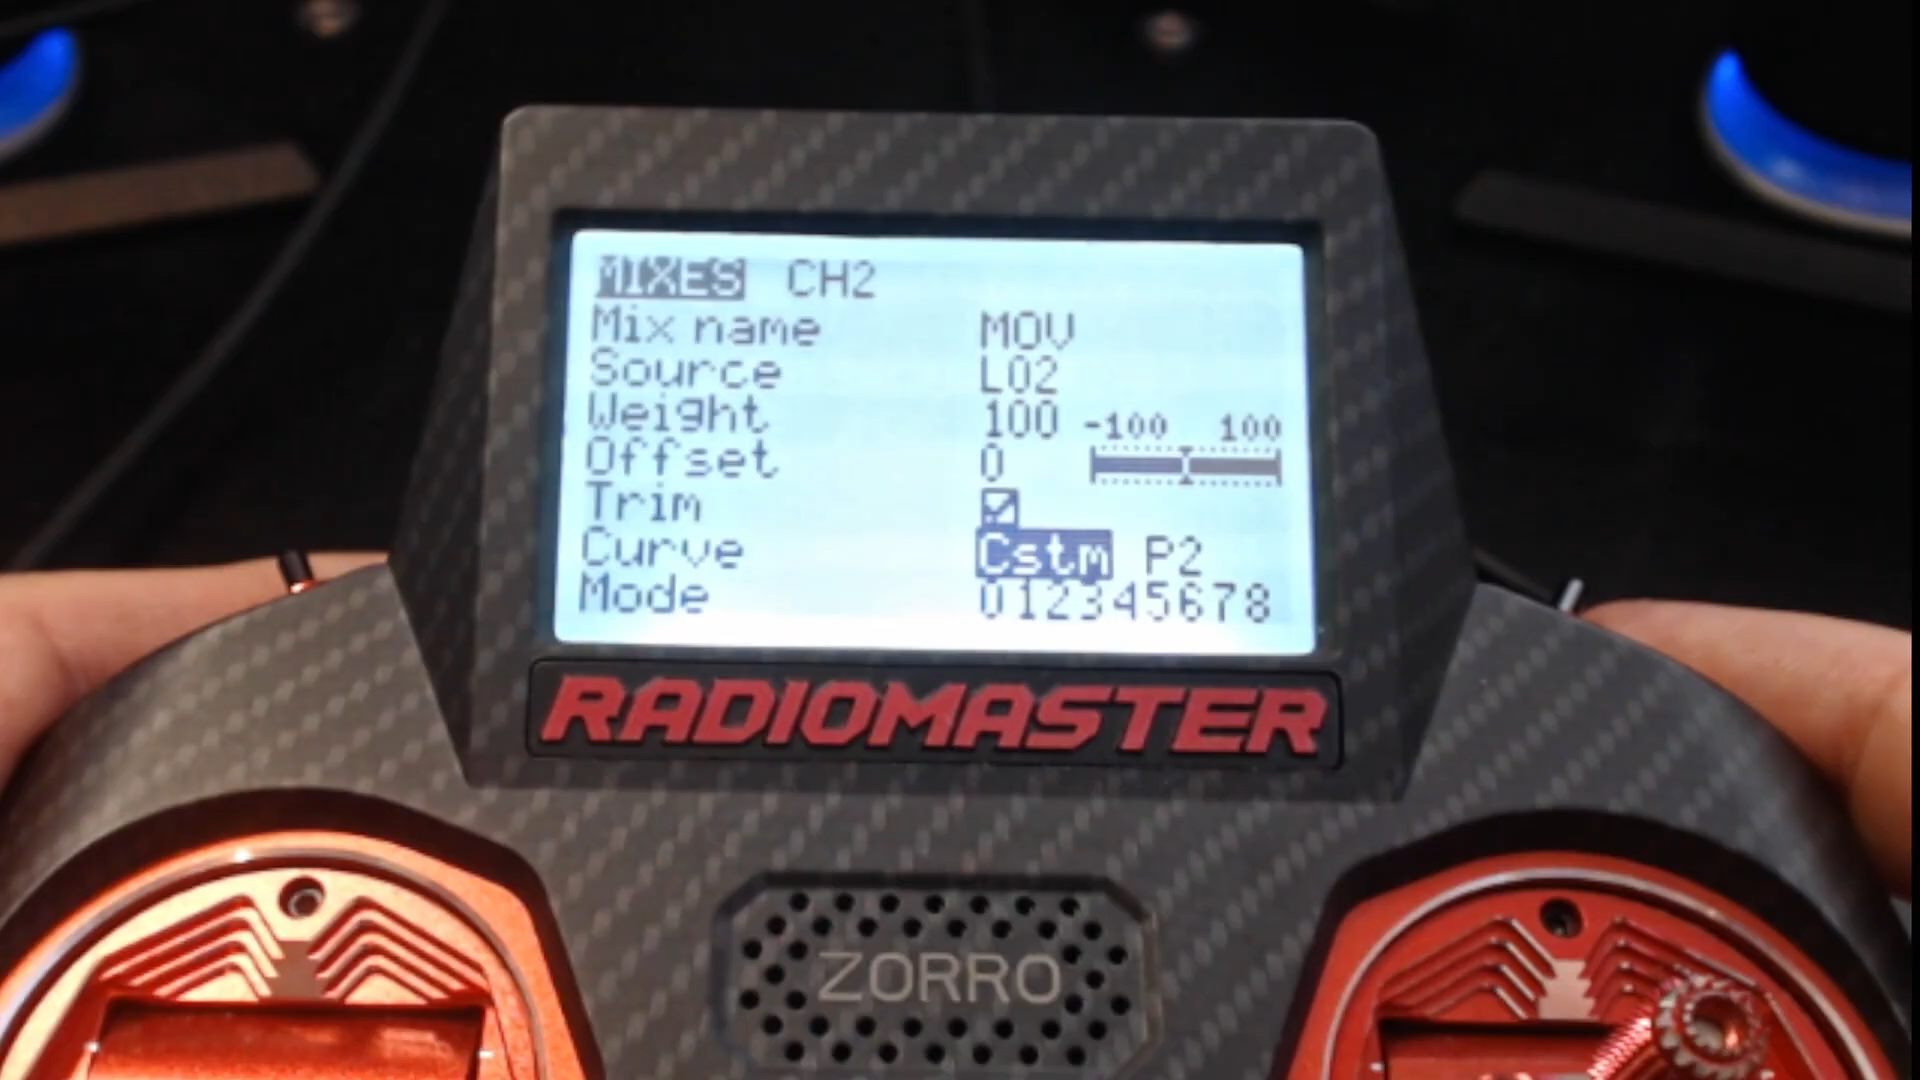 MIXES CH2
Mix name MOV
Source L02
Weight 100 -100 100
Offset 0
Trim
Curve Cstm P2
Mode 012345678
RADIOMASTER
ZORRO